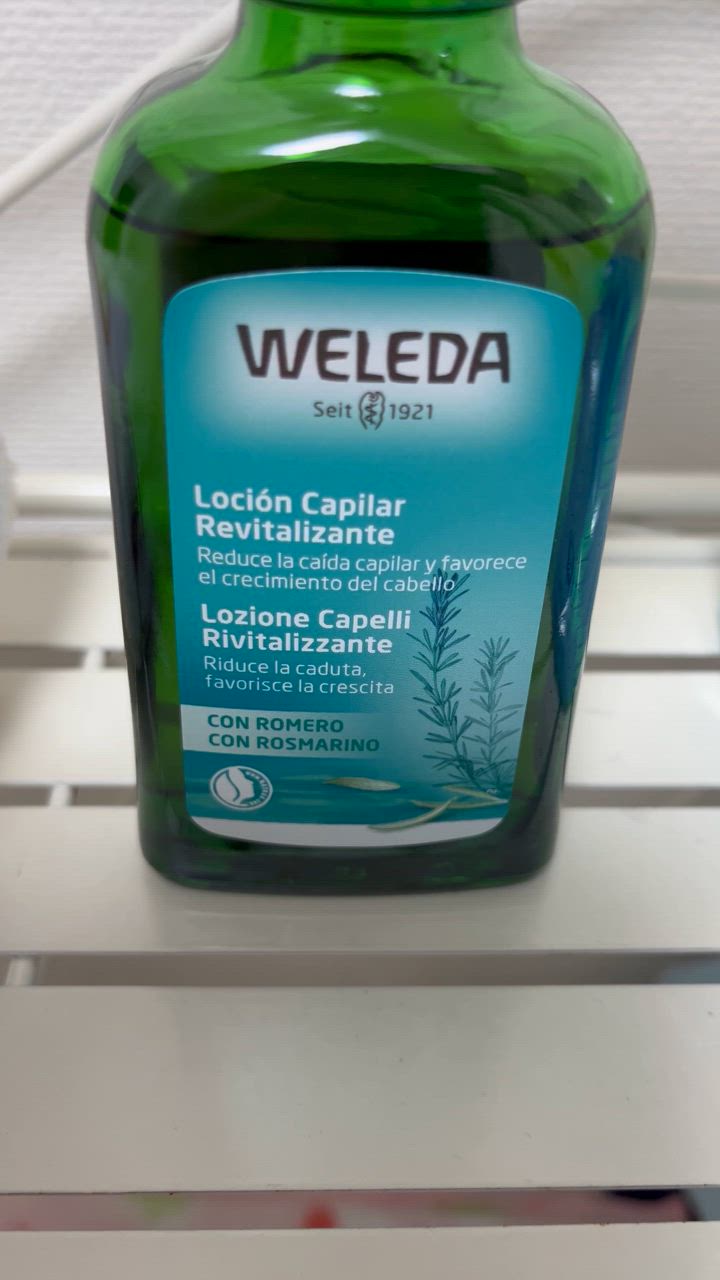 WELEDA
Seit 1921
Loción Capilar
Revitalizante
Reduce la caída capilar y favorece
el crecimiento del cabello
Lozione Capelli
Rivitalizzante
Riduce la caduta,
favorisce la crescita
CON ROMERO
CON ROSMARINO